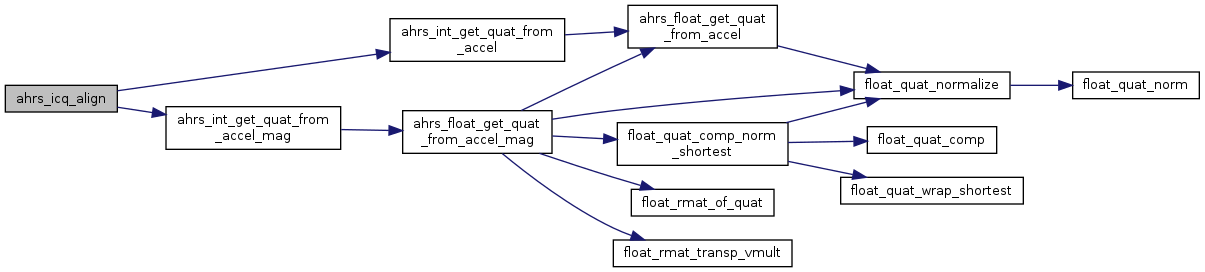 ahrs_icq_align
ahrs_int_get_quat_from
_accel
ahrs_int_get_quat_from
_accel_mag
ahrs_float_get_quat
_from_accel
ahrs_float_get_quat
_from_accel_mag
float_quat_normalize
float_quat_norm
float_quat_comp_norm
_shortest
float_quat_comp
float_quat_wrap_shortest
float_rmat_of_quat
float_rmat_transp_vmult